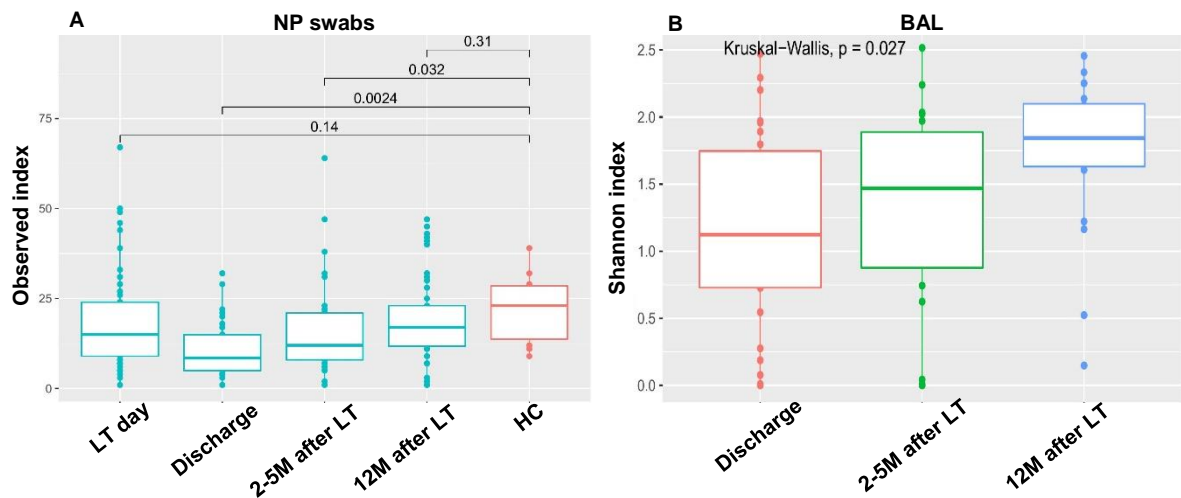 A
NP swabs
0.31
0.032
0.0024
0.14
75
50
25
0
Observed index
LT day
Discharge
2-5M after LT
12M after LT
HC
B
BAL
Kruskal−Wallis, p = 0.027
2.5
2.0
1.5
1.0
0.5
0.0
Shannon index
Discharge
2-5M after LT
12M after LT